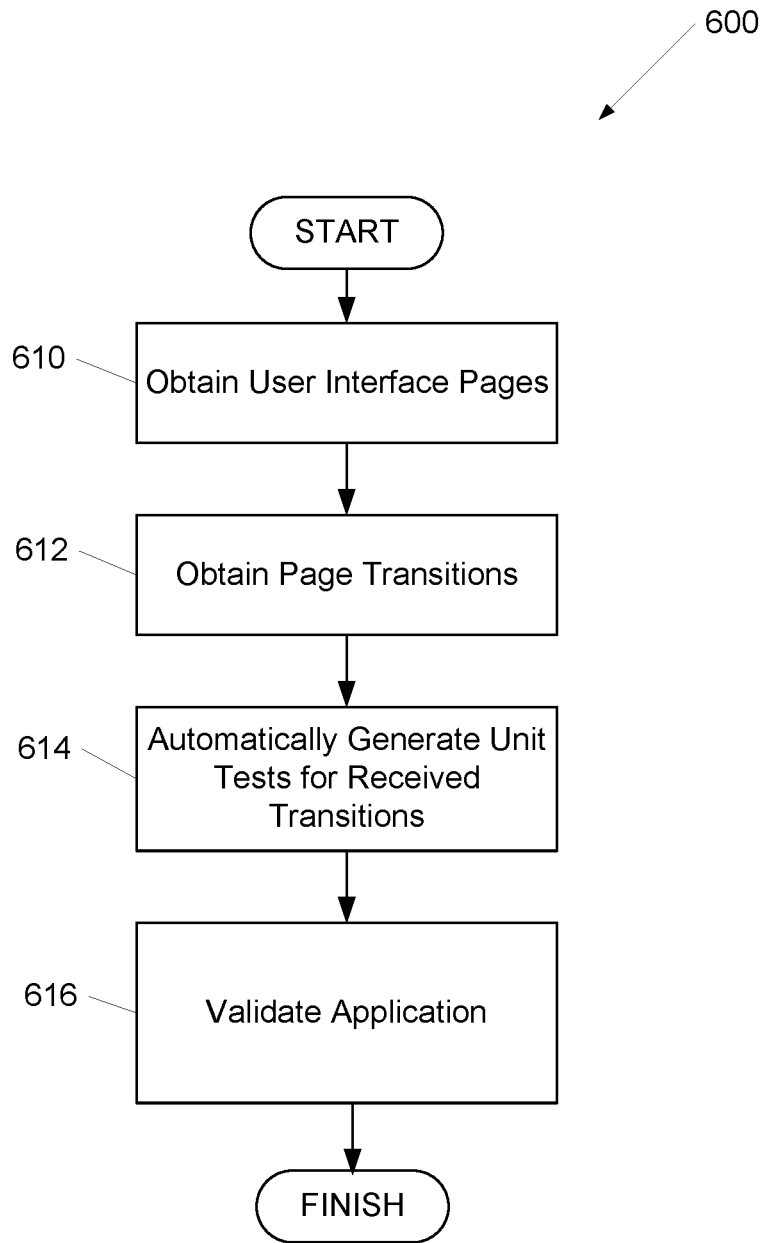 600
START
610
Obtain User Interface Pages
612
Obtain Page Transitions
614
Automatically Generate Unit
Tests for Received
Transitions
616
Validate Application
FINISH